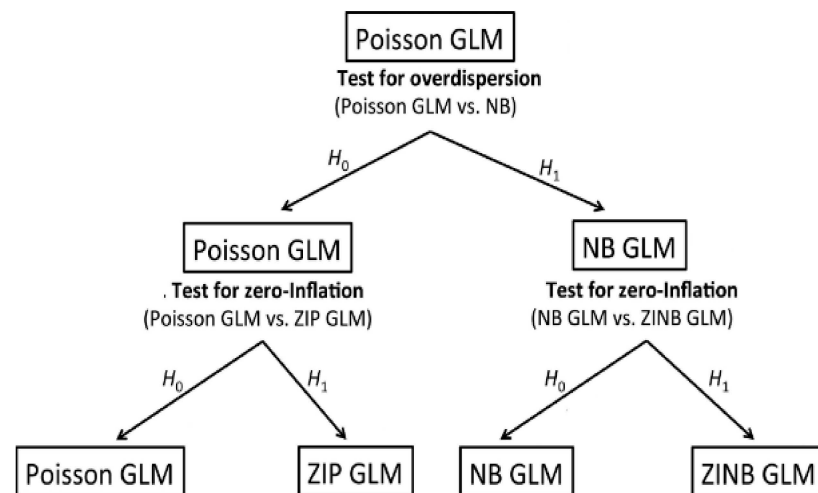 Poisson GLM
Test for overdispersion
(Poisson GLM vs. NB)
H₀
H₁
Poisson GLM
NB GLM
. Test for zero-Inflation
Test for zero-Inflation
(Poisson GLM vs. ZIP GLM)
(NB GLM vs. ZINB GLM)
H₀
H₁
H₀
H₁
Poisson GLM
ZIP GLM
NB GLM
ZINB GLM